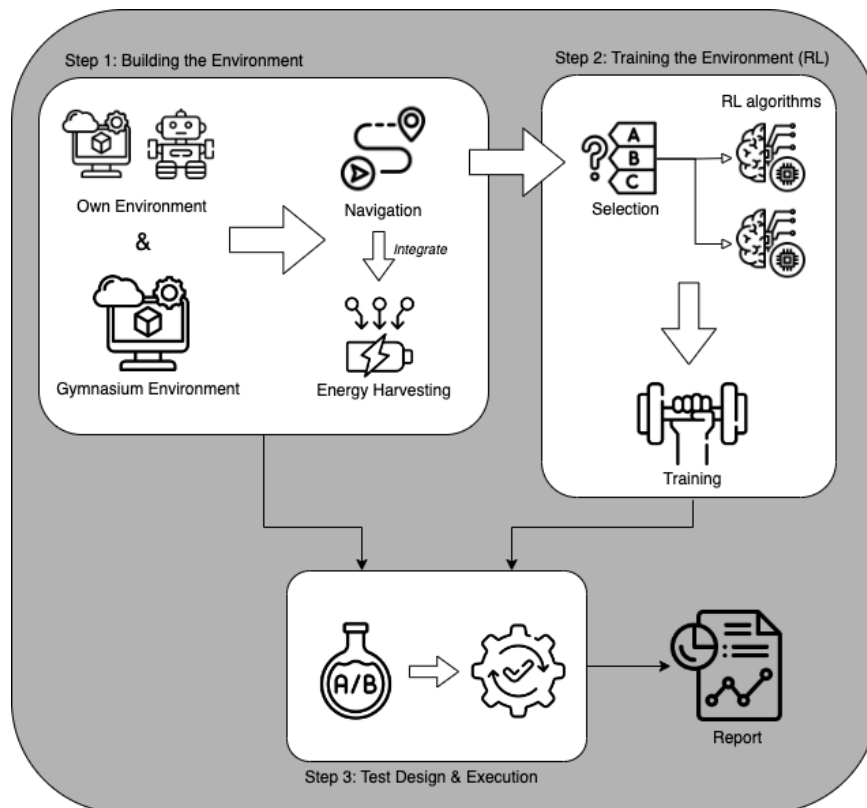 Step 1: Building the Environment
Own Environment
&
Gymnasium Environment
Navigation
Integrate
Energy Harvesting
Step 2: Training the Environment (RL)
RL algorithms
A
B
C
Selection
Training
A/B
Step 3: Test Design & Execution
Report